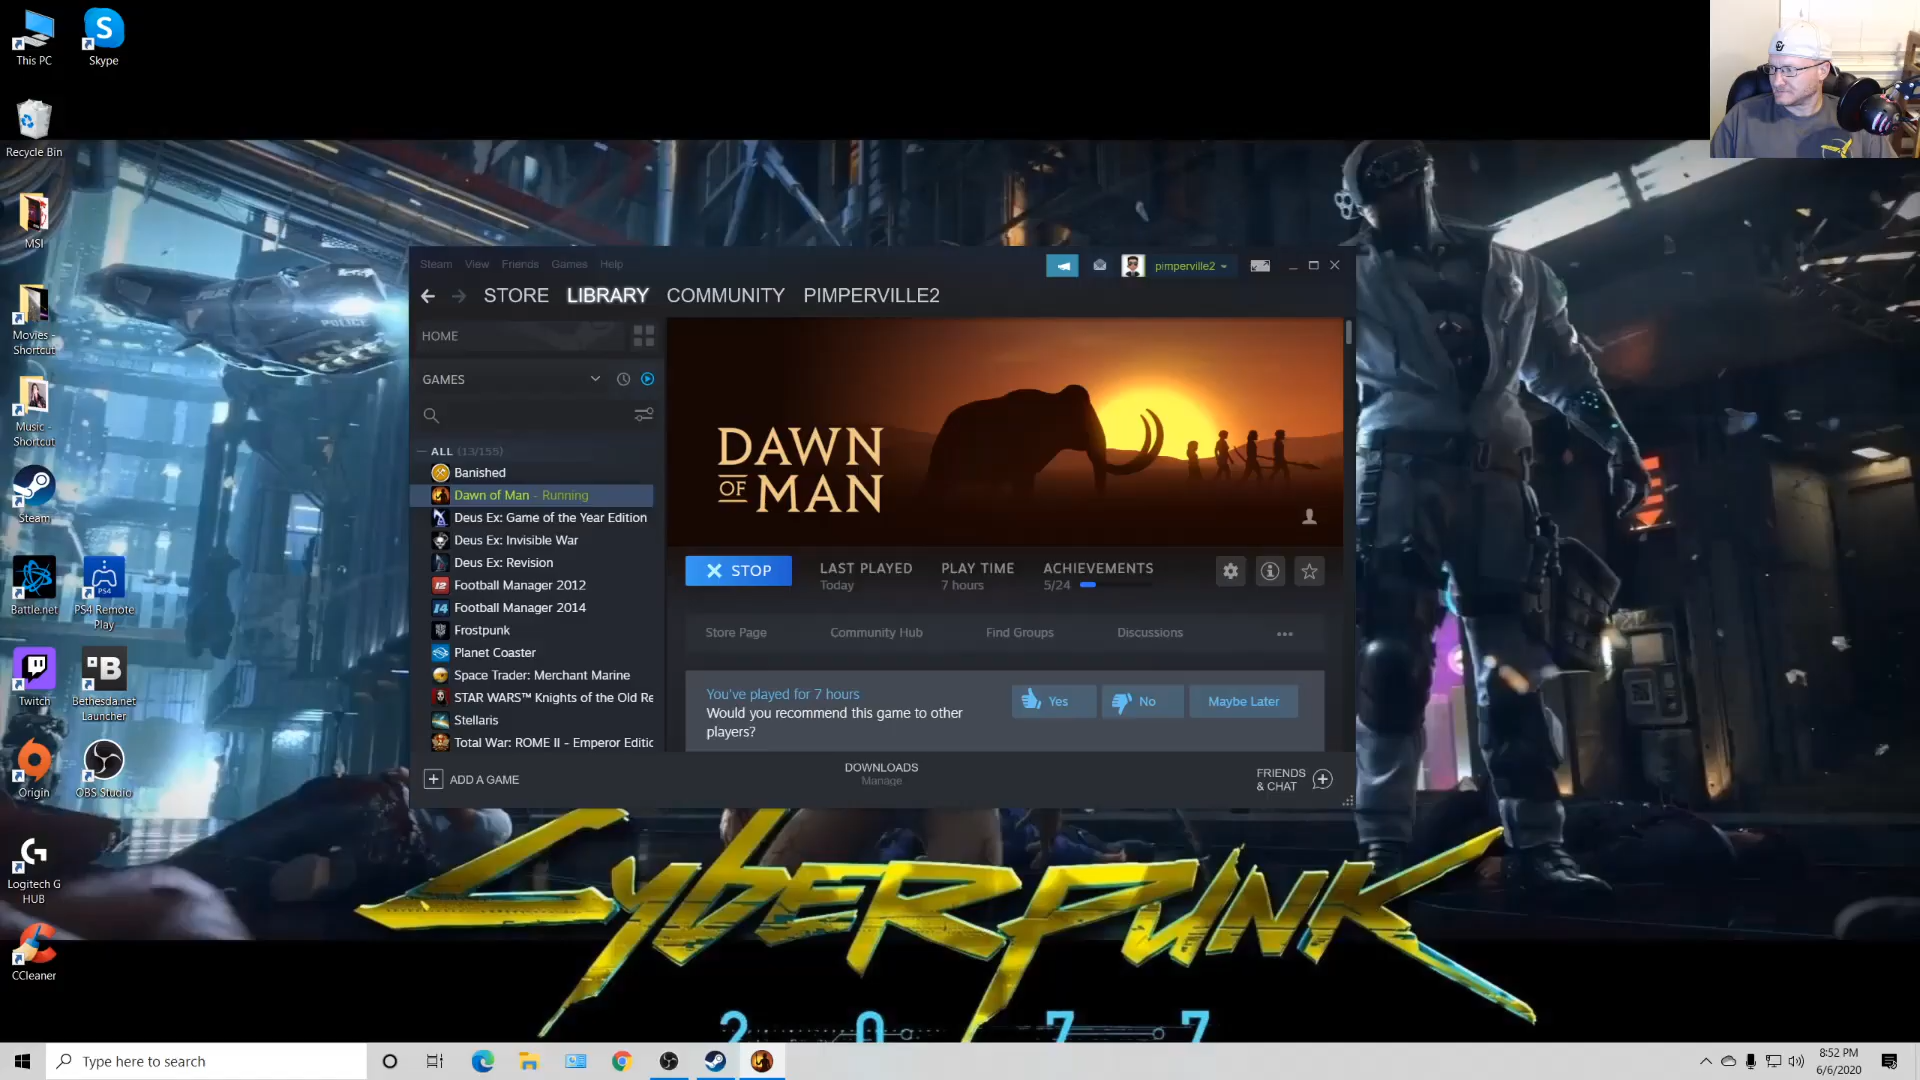 This PC
Skype
Recycle Bin
MSI
POLICE
Movies -
Shortcut
Music -
Shortcut
Steam
Battle.net
PS4 Remote
Play
PS4
Twitch
Bethesda.net
Launcher
Origin
OBS Studio
Logitech G
HUB
CCleaner
Steam View Friends Games Help
pimperville2
STORE LIBRARY COMMUNITY PIMPERVILLE2
HOME
GAMES
ALL (13/155)
Banished
Dawn of Man - Running
Deus Ex: Game of the Year Edition
Deus Ex: Invisible War
Deus Ex: Revision
Football Manager 2012
Football Manager 2014
Frostpunk
Planet Coaster
Space Trader: Merchant Marine
STAR WARS™ Knights of the Old Re
Stellaris
Total War: ROME II - Emperor Editic
DAWN
OF MAN
STOP
LAST PLAYED
Today
PLAY TIME
7 hours
ACHIEVEMENTS
5/24
Store Page Community Hub Find Groups Discussions
You've played for 7 hours
Would you recommend this game to other
players?
Yes No Maybe Later
ADD A GAME
DOWNLOADS
Manage
FRIENDS
& CHAT
CYBERPUNK
2 0 7 7
Type here to search
8:52 PM
6/6/2020